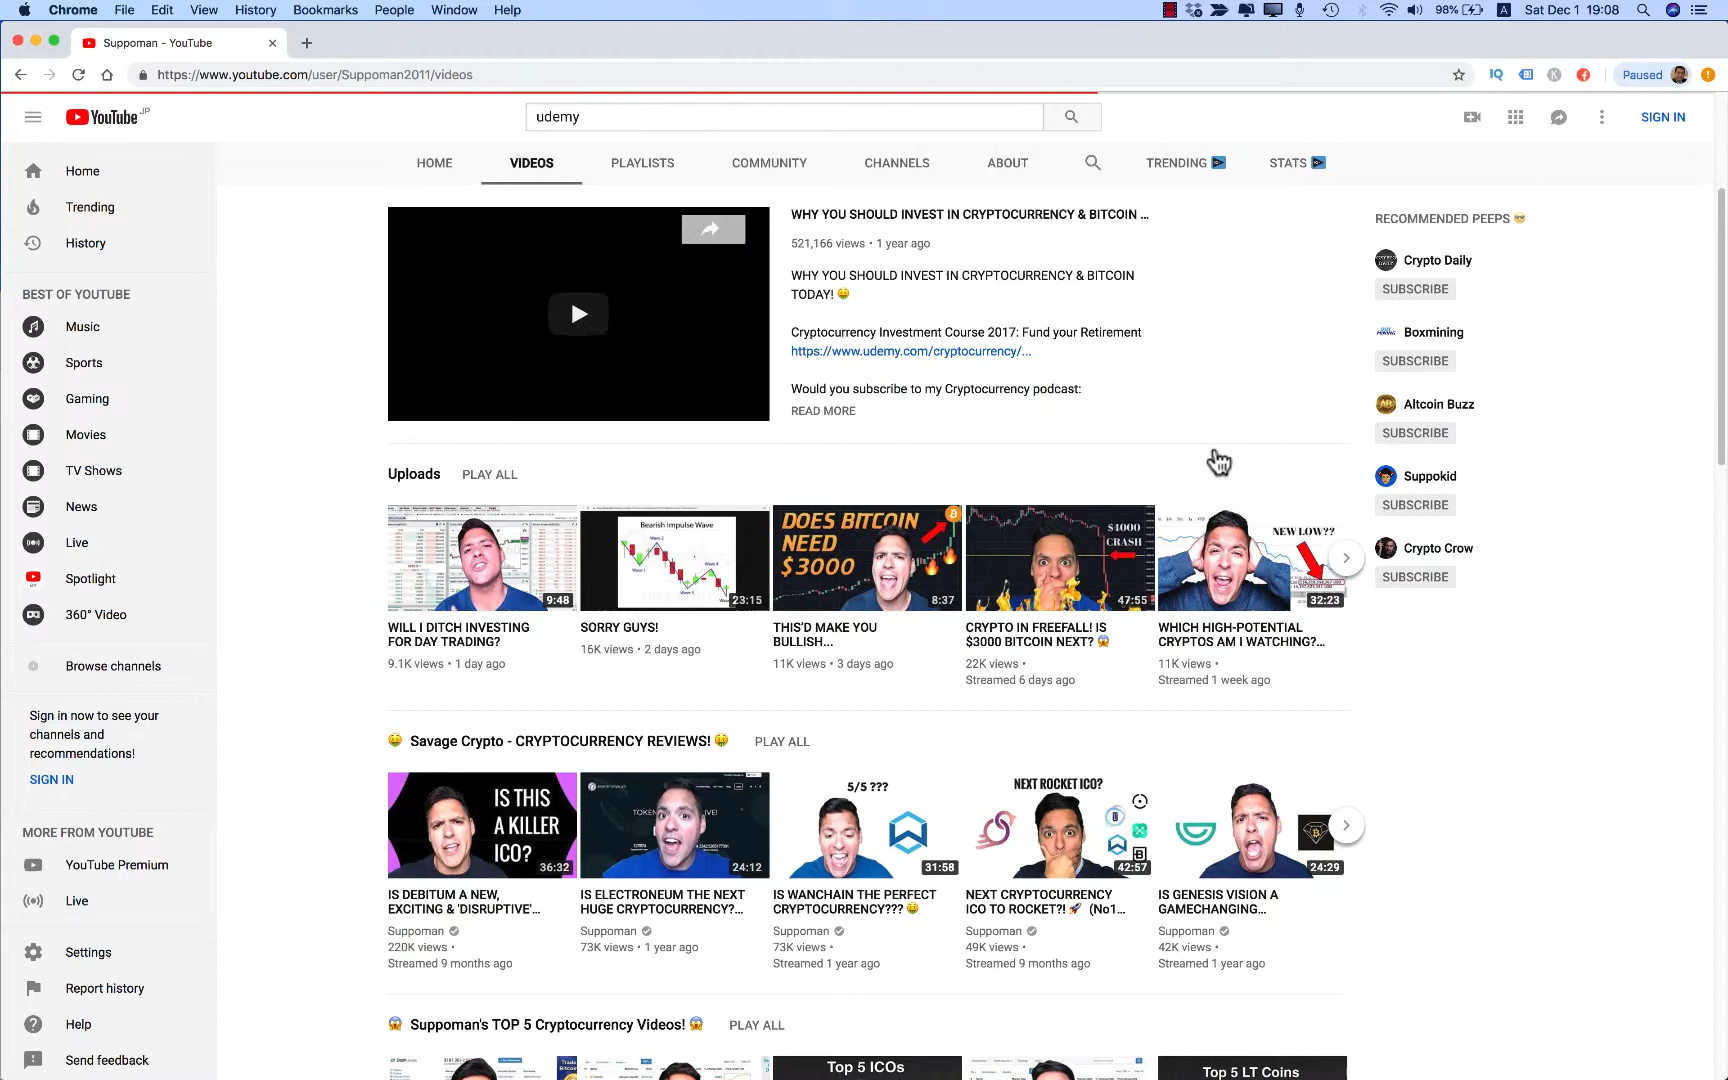 Chrome File Edit View History Bookmarks People Window Help
98% A Sat Dec 1 19:08
Suppoman - YouTube
https://www.youtube.com/user/Suppoman2011/videos
IQ K Paused
YouTube JP
udemy
SIGN IN
HOME VIDEOS PLAYLISTS COMMUNITY CHANNELS ABOUT TRENDING STATS
Home
Trending
History
BEST OF YOUTUBE
Music
Sports
Gaming
Movies
TV Shows
News
Live
Spotlight
360° Video
Browse channels
Sign in now to see your
channels and
recommendations!
SIGN IN
MORE FROM YOUTUBE
YouTube Premium
Live
Settings
Report history
Help
Send feedback
WHY YOU SHOULD INVEST IN CRYPTOCURRENCY & BITCOIN ...
521,166 views • 1 year ago
WHY YOU SHOULD INVEST IN CRYPTOCURRENCY & BITCOIN
TODAY! 🤑
Cryptocurrency Investment Course 2017: Fund your Retirement
https://www.udemy.com/cryptocurrency/...
Would you subscribe to my Cryptocurrency podcast:
READ MORE
RECOMMENDED PEEPS 😎
Crypto Daily
SUBSCRIBE
Boxmining
SUBSCRIBE
Altcoin Buzz
SUBSCRIBE
Suppokid
SUBSCRIBE
Crypto Crow
SUBSCRIBE
Uploads PLAY ALL
9:48
WILL I DITCH INVESTING
FOR DAY TRADING?
9.1K views • 1 day ago
Bearish Impulse Wave
23:15
SORRY GUYS!
16K views • 2 days ago
DOES BITCOIN
NEED
$3000
8:37
THIS'D MAKE YOU
BULLISH...
11K views • 3 days ago
$4000
CRASH
47:55
CRYPTO IN FREEFALL! IS
$3000 BITCOIN NEXT? 😱
22K views •
Streamed 6 days ago
NEW LOW??
32:23
WHICH HIGH-POTENTIAL
CRYPTOS AM I WATCHING?...
11K views •
Streamed 1 week ago
🤑 Savage Crypto - CRYPTOCURRENCY REVIEWS! 🤑 PLAY ALL
IS THIS
A KILLER
ICO?
36:32
IS DEBITUM A NEW,
EXCITING & 'DISRUPTIVE'...
Suppoman
220K views •
Streamed 9 months ago
24:12
IS ELECTRONEUM THE NEXT
HUGE CRYPTOCURRENCY?...
Suppoman
73K views • 1 year ago
5/5 ???
31:58
IS WANCHAIN THE PERFECT
CRYPTOCURRENCY??? 🤑
Suppoman
73K views •
Streamed 1 year ago
NEXT ROCKET ICO?
42:57
NEXT CRYPTOCURRENCY
ICO TO ROCKET?! 🚀 (No1...
Suppoman
49K views •
Streamed 9 months ago
24:29
IS GENESIS VISION A
GAMECHANGING...
Suppoman
42K views •
Streamed 1 year ago
😱 Suppoman's TOP 5 Cryptocurrency Videos! 😱 PLAY ALL
Top 5 ICOs
Top 5 LT Coins